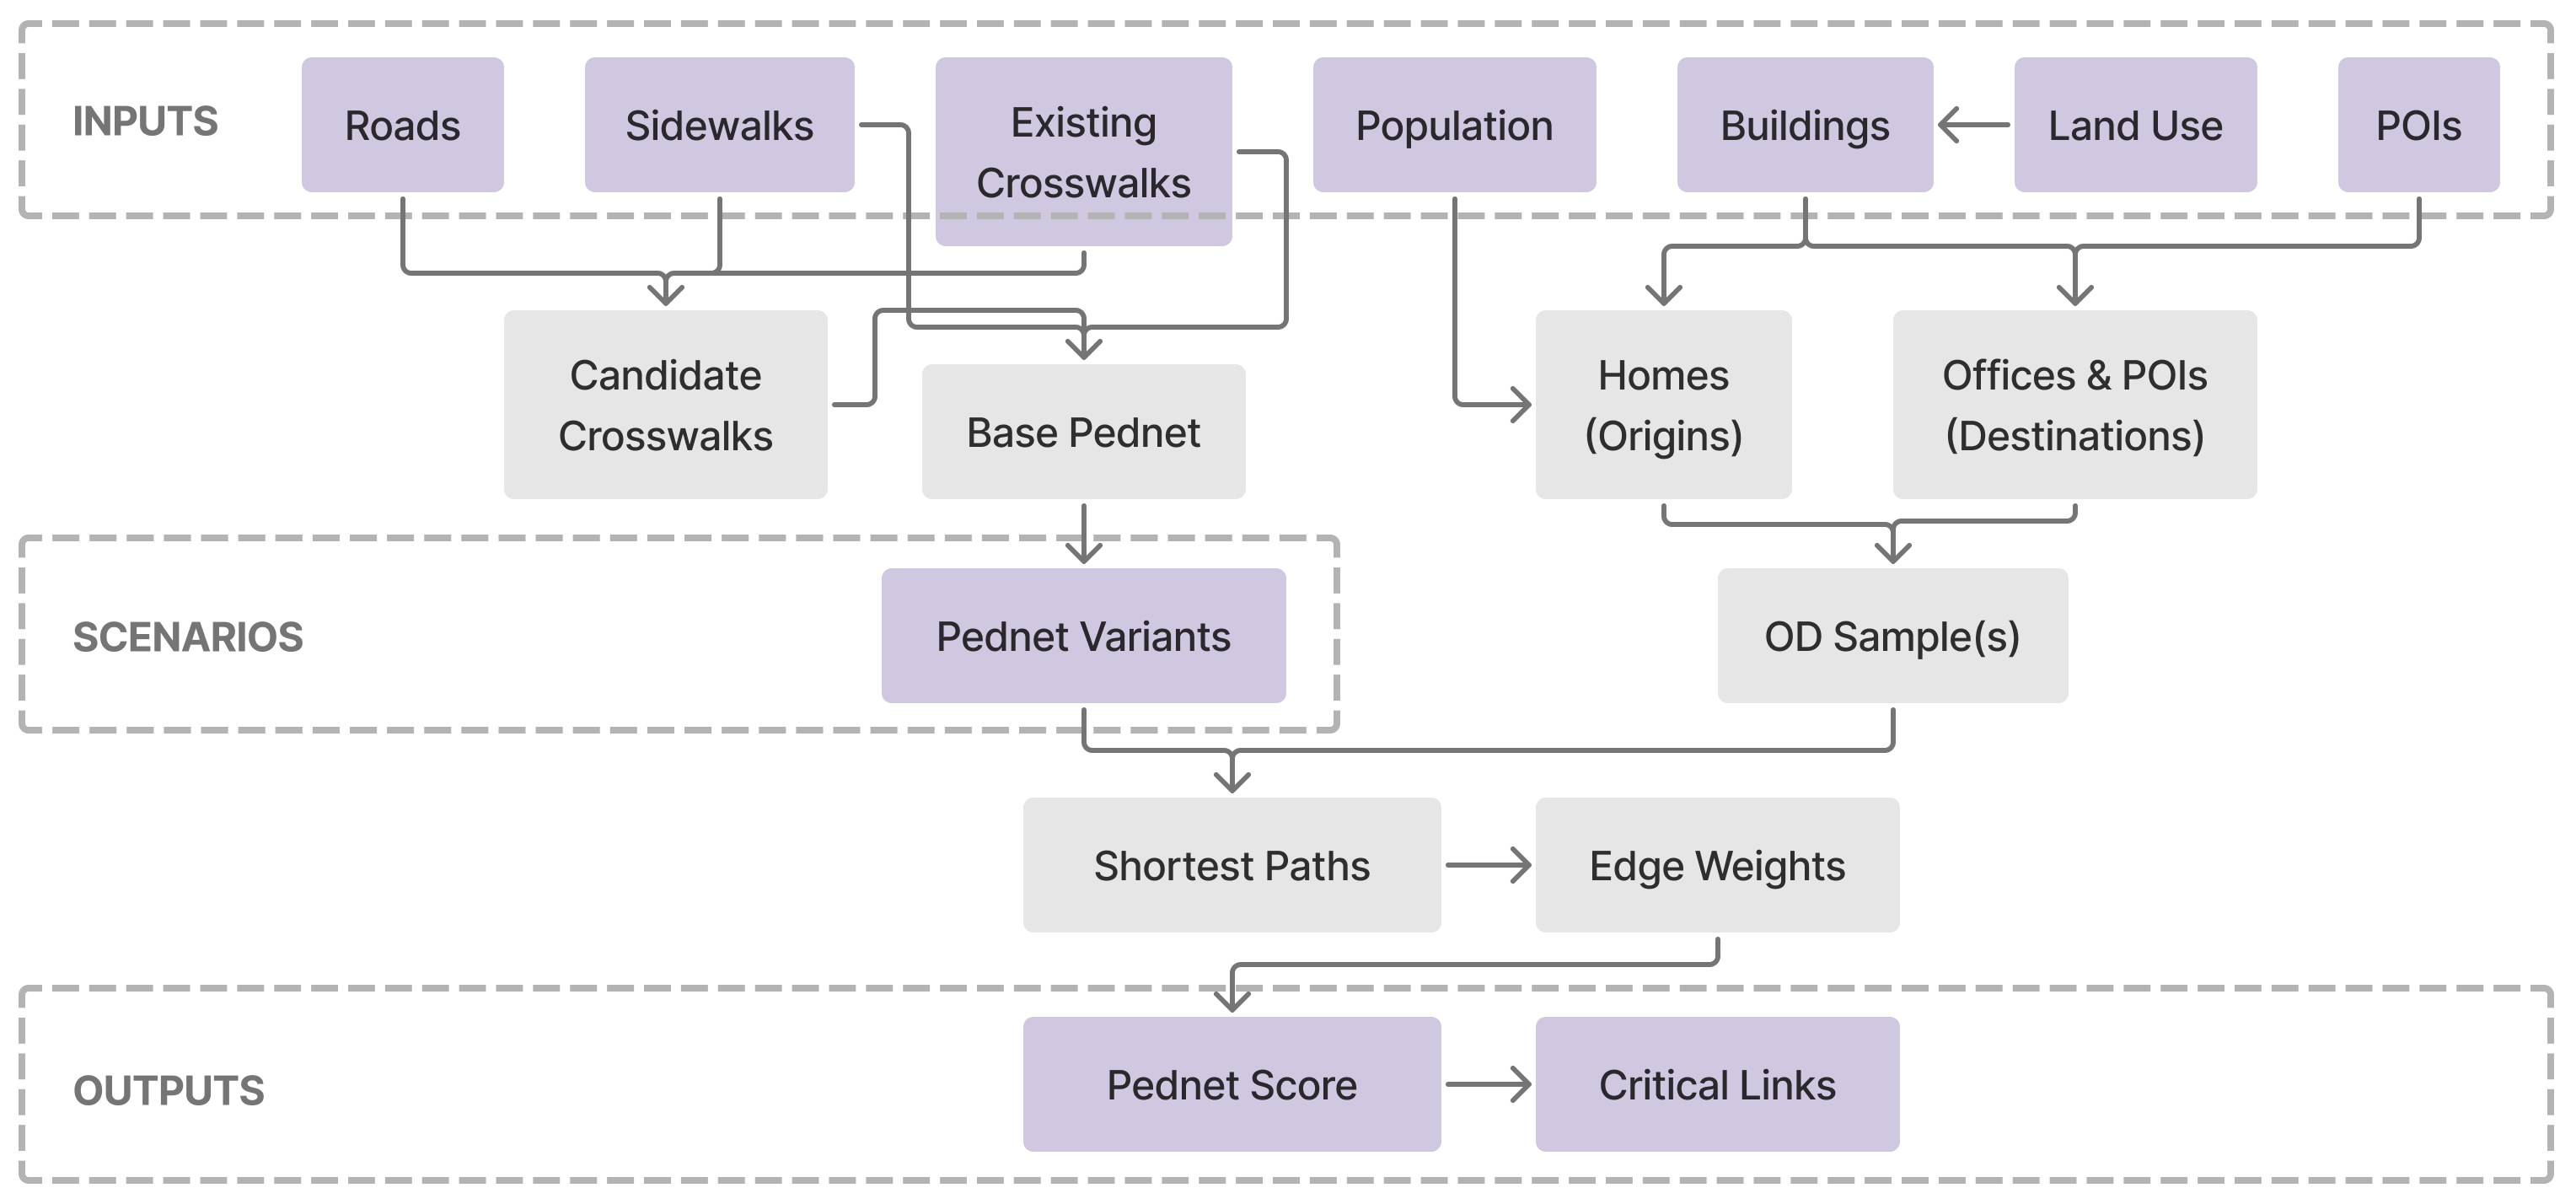 INPUTS
Roads
Sidewalks
Existing
Crosswalks
Population
Buildings
Land Use
POIs
Candidate
Crosswalks
Base Pednet
Homes
(Origins)
Offices & POIs
(Destinations)
SCENARIOS
Pednet Variants
OD Sample(s)
Shortest Paths
Edge Weights
OUTPUTS
Pednet Score
Critical Links